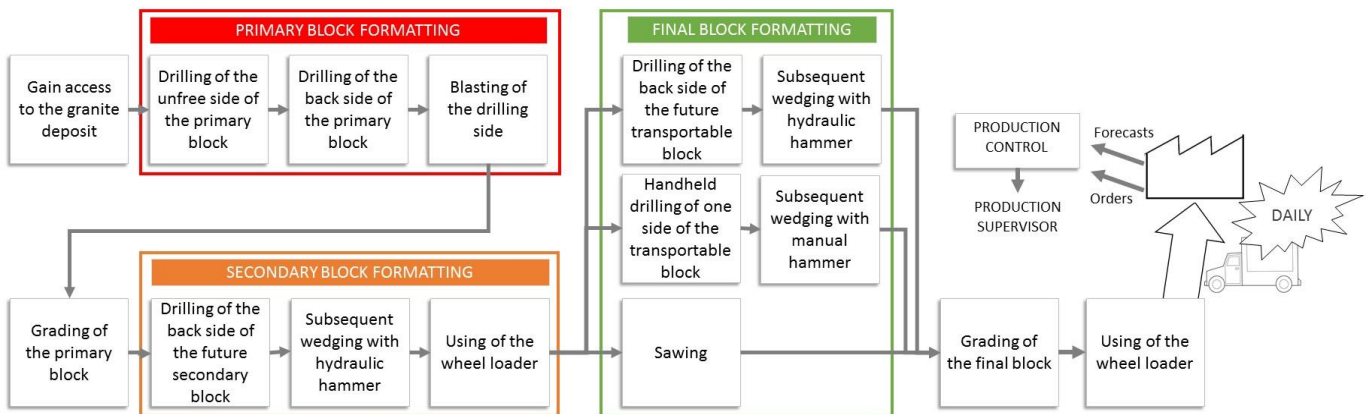 PRIMARY BLOCK FORMATTING
Gain access
to the granite
deposit
Drilling of the
unfree side of
the primary
block
Drilling of the
back side of
the primary
block
Blasting of
the drilling
side
Grading of
the primary
block
SECONDARY BLOCK FORMATTING
Drilling of the
back side of
the future
secondary
block
Subsequent
wedging with
hydraulic
hammer
Using of the
wheel loader
FINAL BLOCK FORMATTING
Drilling of the
back side of
the future
transportable
block
Subsequent
wedging with
hydraulic
hammer
Handheld
drilling of one
side of the
transportable
block
Subsequent
wedging with
manual
hammer
Sawing
Grading of
the final block
Using of the
wheel loader
PRODUCTION
CONTROL
Forecasts
Orders
PRODUCTION
SUPERVISOR
DAILY